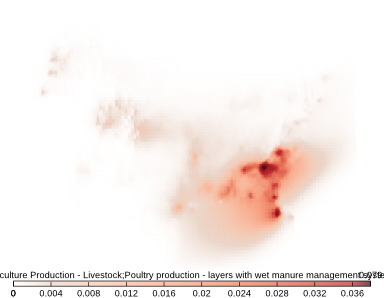 culture Production - Livestock;Poultry production - layers with wet manure management
0 0.004 0.008 0.012 0.016 0.02 0.024 0.028 0.032 0.036